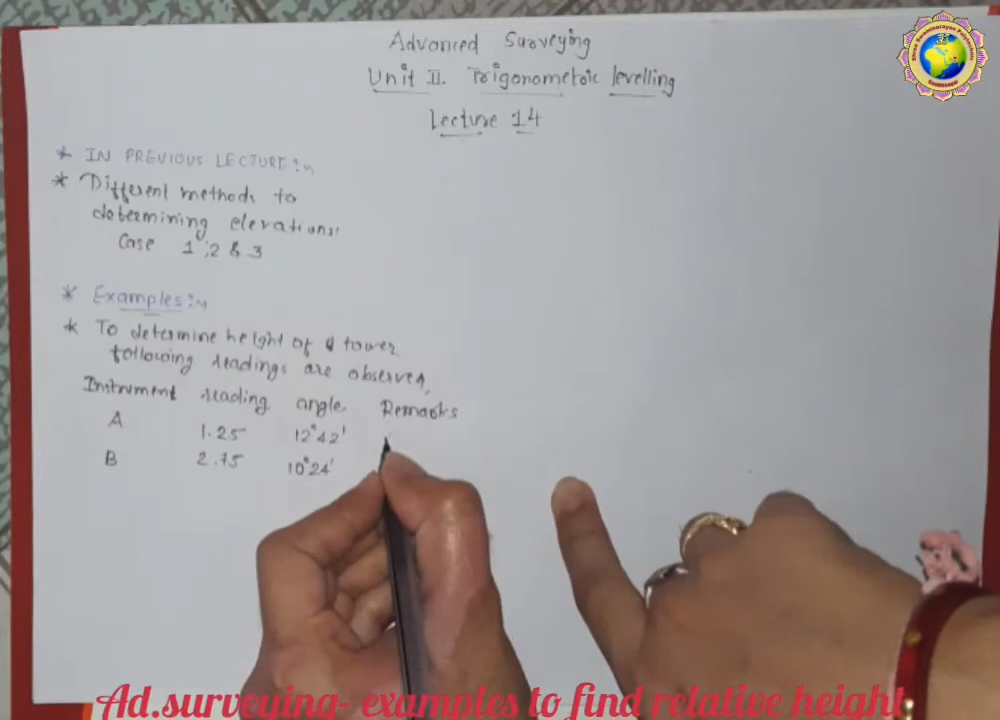 Advanced Surveying
Unit II Trigonometric levelling
Lecture 14
* IN PREVIOUS LECTURE:~
* Different methods to
determining elevations:
Case 1,2 & 3
* Examples:~
* To determine height of a tower
following readings are observed,
Instrument reading angle Remarks
A 1.25 12°42'
B 2.75 10°24'
Ad.surveying- examples to find relative height